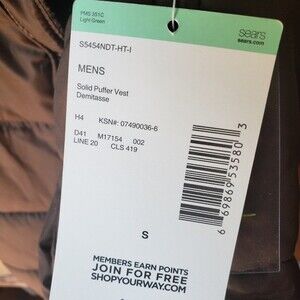 PMS 351C
Light Green
sears
sears.com
S5454NDT-HT-I
MENS
Solid Puffer Vest
Demitasse
H4 KSN#: 07490036-6
D41 M17154 002
LINE 20 CLS 419
6 69869 53580 3
S
MEMBERS EARN POINTS
JOIN FOR FREE
SHOPYOURWAY.COM